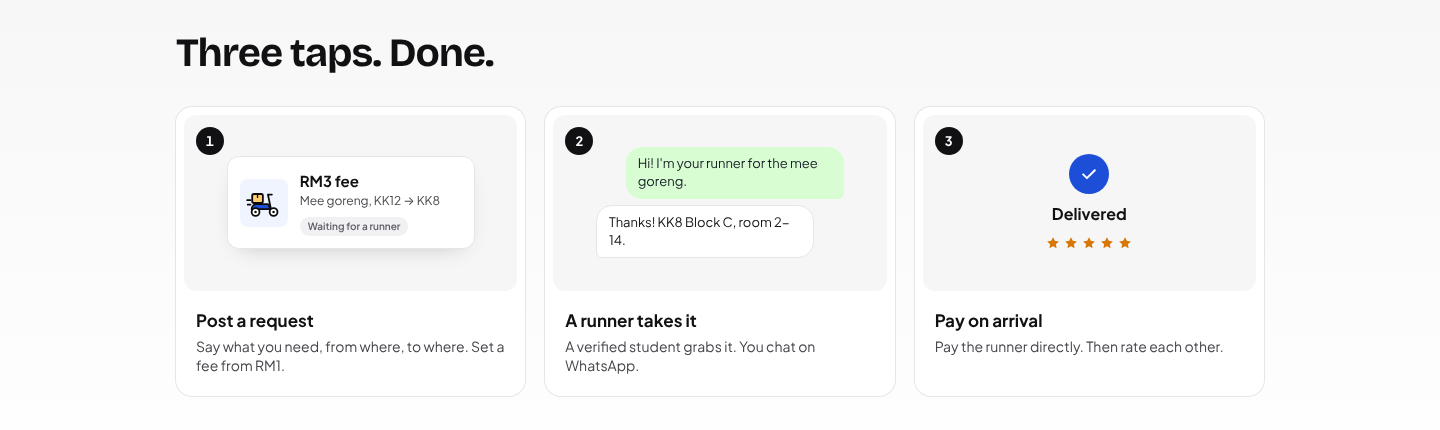 Three taps. Done.
1
RM3 fee
Mee goreng, KK12 → KK8
Waiting for a runner
Post a request
Say what you need, from where, to where. Set a
fee from RM1.
2
Hi! I'm your runner for the mee
goreng.
Thanks! KK8 Block C, room 2–
14.
A runner takes it
A verified student grabs it. You chat on
WhatsApp.
3
Delivered
Pay on arrival
Pay the runner directly. Then rate each other.